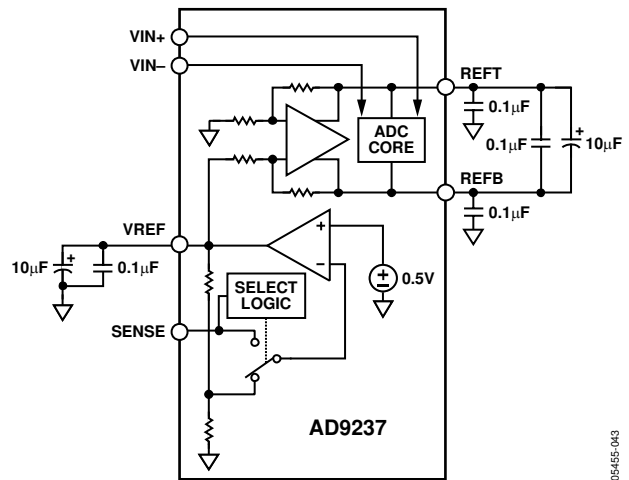 VIN+
VIN–
REFT
0.1µF
ADC
CORE
0.1µF
10µF
+
REFB
0.1µF
VREF
10µF
+
0.1µF
+
–
0.5V
SELECT
LOGIC
SENSE
AD9237
05455-043